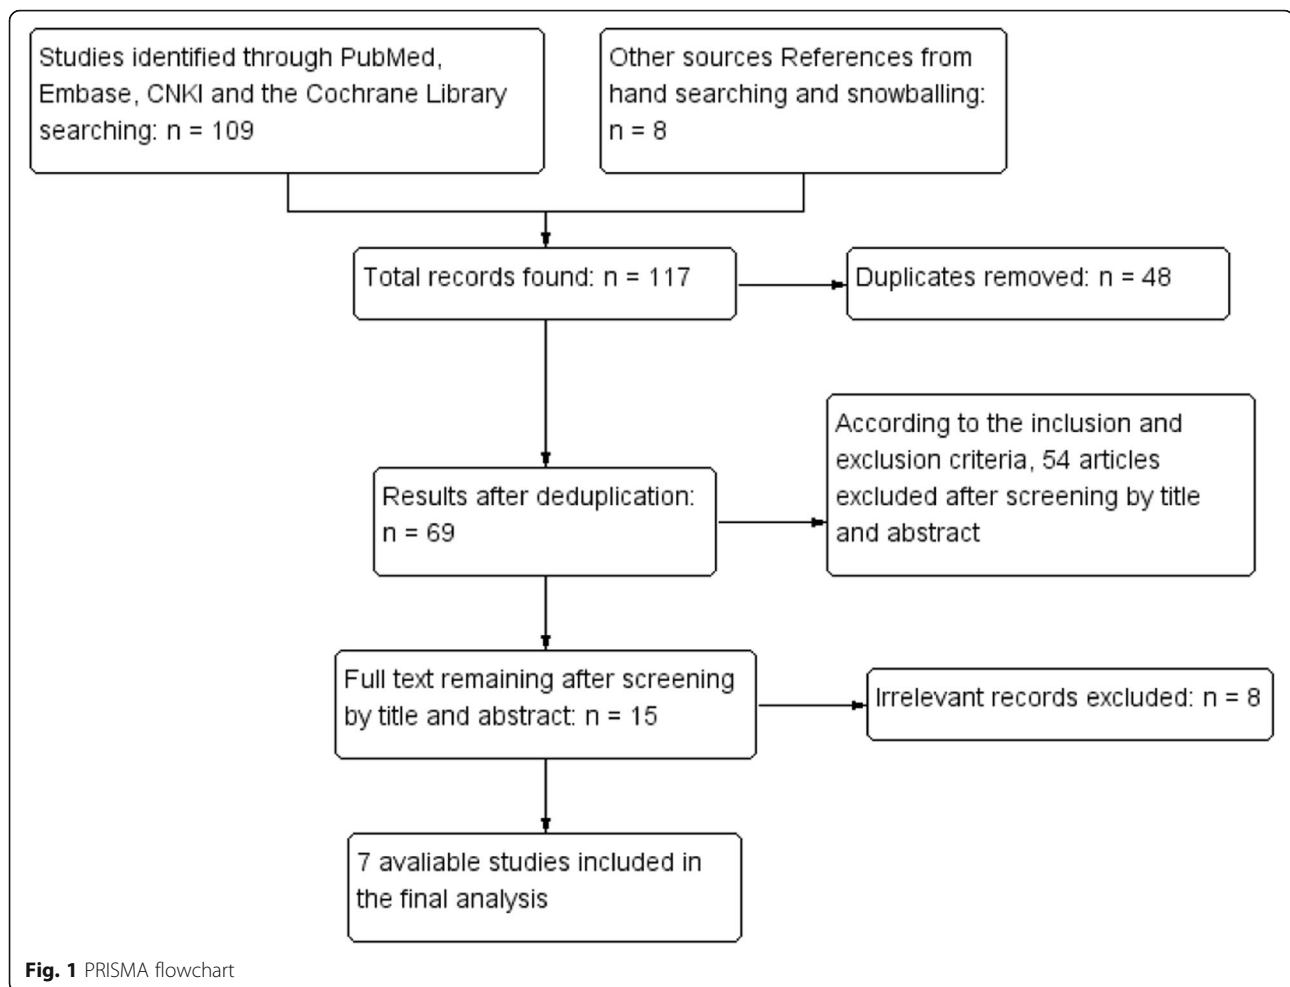 Studies identified through PubMed,
Embase, CNKI and the Cochrane Library
searching: n = 109
Other sources References from
hand searching and snowballing:
n = 8
Total records found: n = 117
Duplicates removed: n = 48
According to the inclusion and
exclusion criteria, 54 articles
excluded after screening by title
and abstract
Results after deduplication:
n = 69
Full text remaining after screening
by title and abstract: n = 15
Irrelevant records excluded: n = 8
7 avaliable studies included in
the final analysis
Fig. 1 PRISMA flowchart